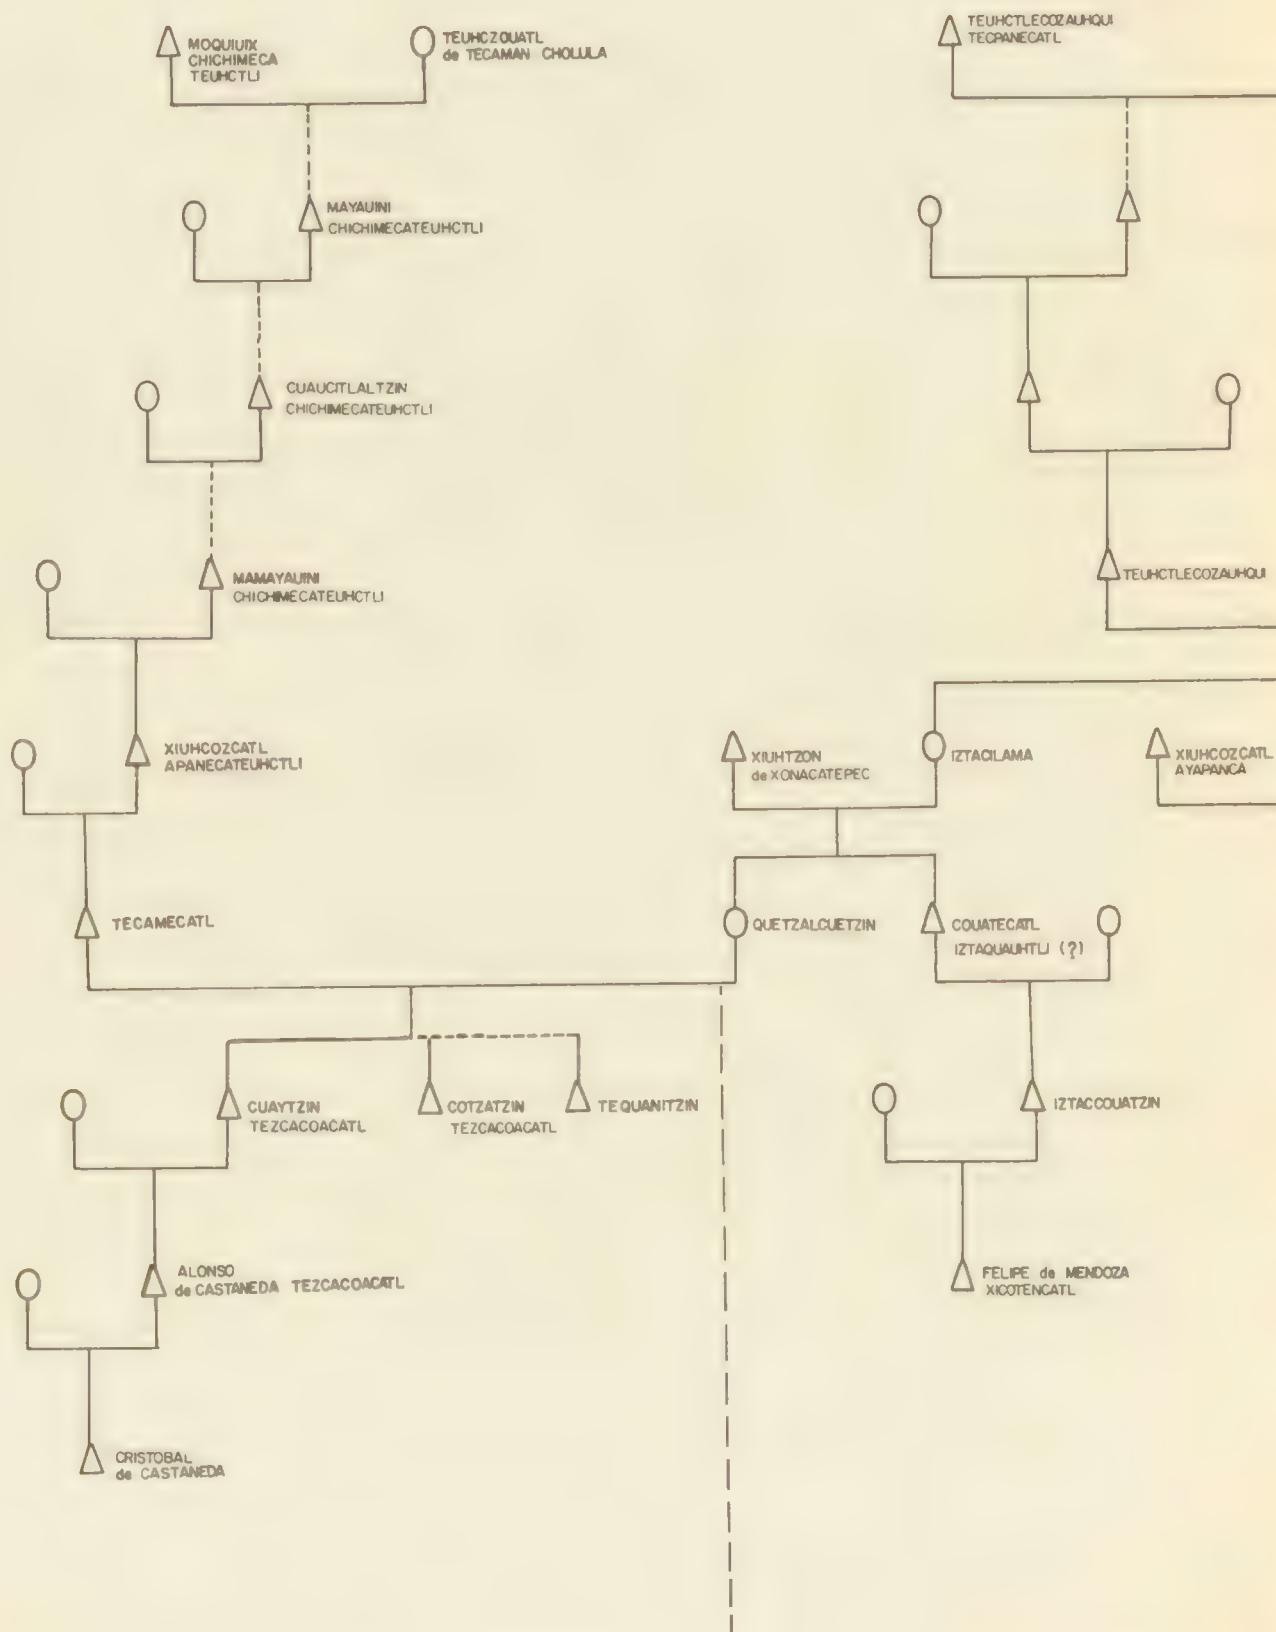 MOQUIUIX
CHICHIMECA
TEUHCTLI
TEUHCZOUATL
de TECAMAN CHOLULA
TEUHCTLECOZAUHQUI
TECPANECATL
MAYAUINI
CHICHIMECATEUHCTLI
CUAUCITLALTZIN
CHICHIMECATEUHCTLI
MAMAYAUINI
CHICHIMECATEUHCTLI
TEUHCTLECOZAUHQUI
XIUHCOZCATL
APANECATEUHCTLI
XIUHTZON
de XONACATEPEC
IZTACILAMA
XIUHCOZCATL
AYAPANCA
TECAMECATL
QUETZALCUETZIN
COUATECATL
IZTAQUAUHTLI (?)
CUAYTZIN
TEZCACOACATL
COTZATZIN
TEZCACOACATL
TEQUANITZIN
IZTACCOUATZIN
ALONSO
de CASTANEDA TEZCACOACATL
FELIPE de MENDOZA
XICOTENCATL
CRISTOBAL
de CASTANEDA